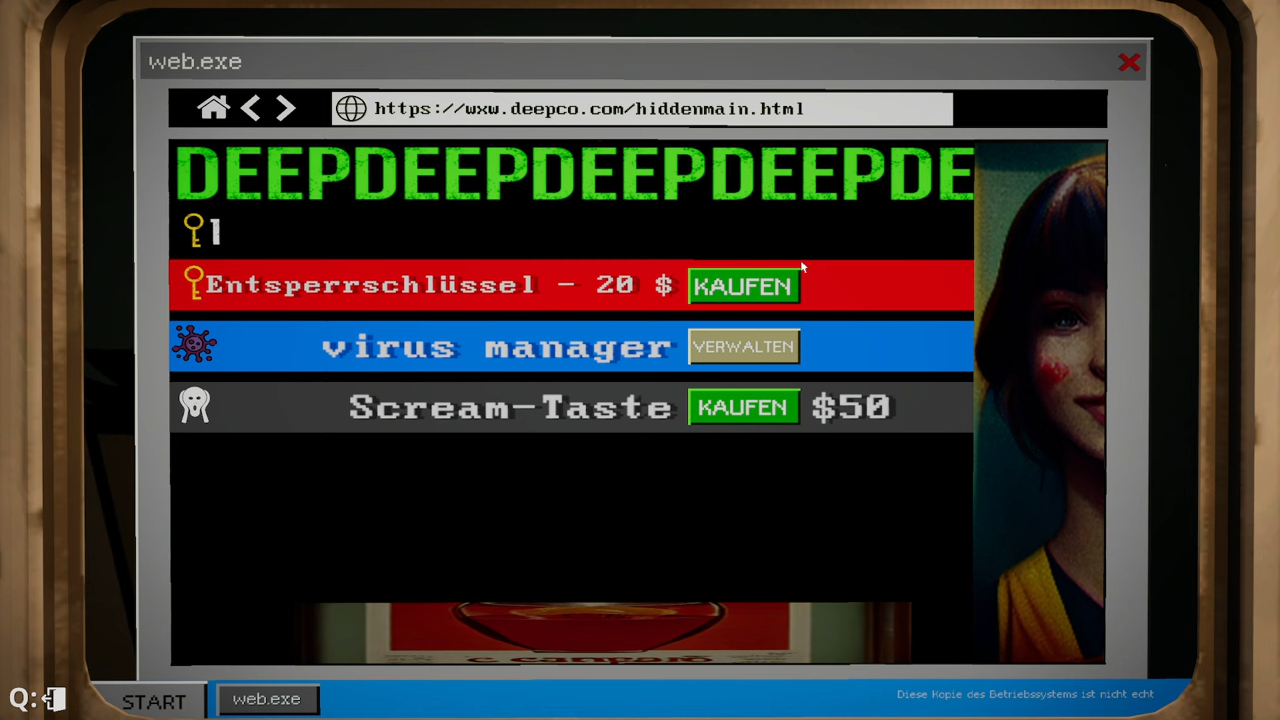 web.exe
https://wxw.deepco.com/hiddenmain.html
DEEPDEEPDEEPDEEPDE
1
Entsperrschlüssel - 20 $ KAUFEN
virus manager VERWALTEN
Scream-Taste KAUFEN $50
Q:
START web.exe
Diese Kopie des Betriebssystems ist nicht echt